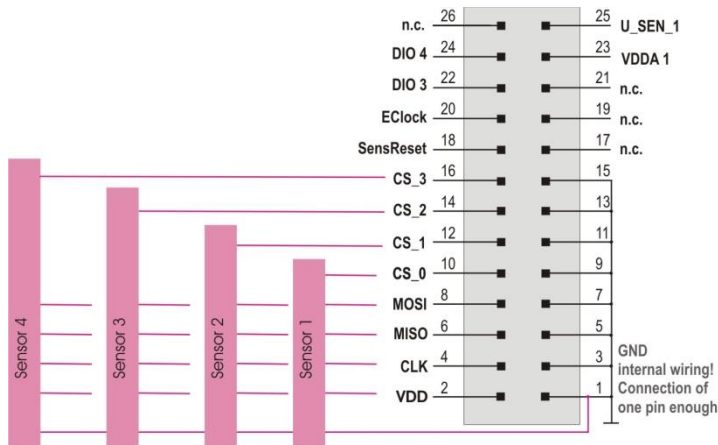 n.c. 26 25 U_SEN_1
DIO 4 24 23 VDDA 1
DIO 3 22 21 n.c.
EClock 20 19 n.c.
SensReset 18 17 n.c.
CS_3 16 15
CS_2 14 13
CS_1 12 11
CS_0 10 9
MOSI 8 7
MISO 6 5
CLK 4 3
VDD 2 1
GND
internal wiring!
Connection of
one pin enough
Sensor 4
Sensor 3
Sensor 2
Sensor 1